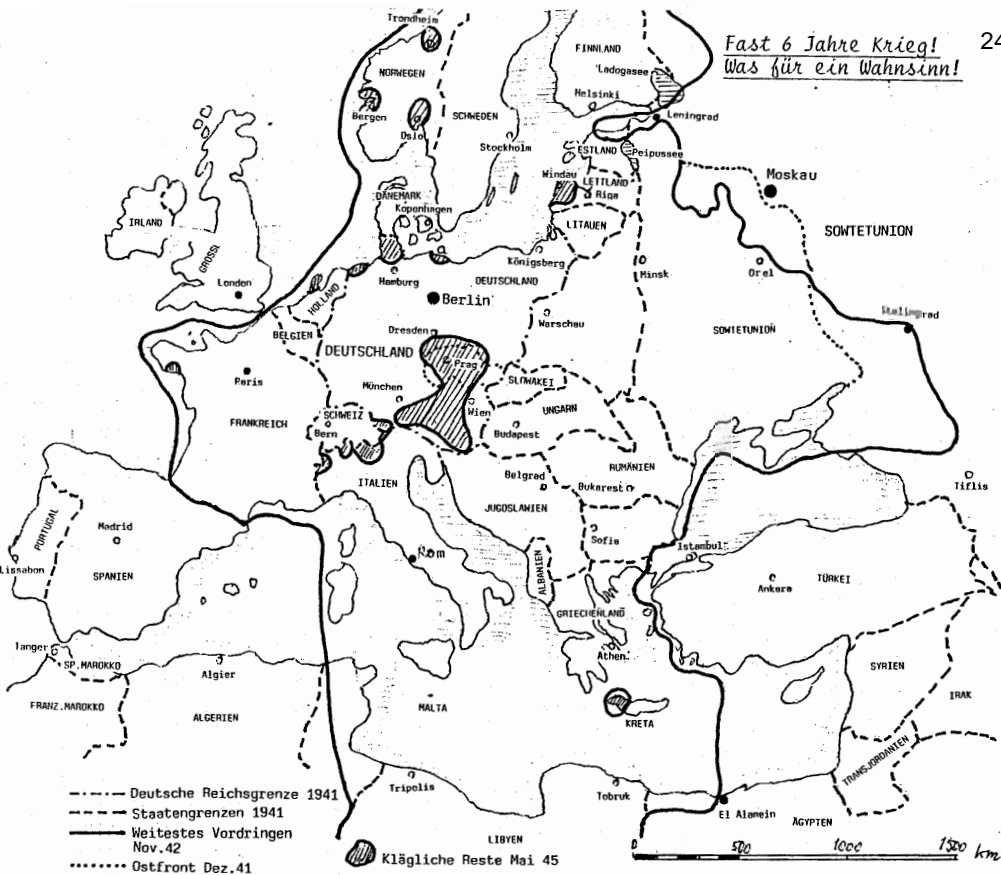 Fast 6 Jahre Krieg!
Was für ein Wahnsinn!
24
Trondheim
FINNLAND
Ladogasee
NORWEGEN
Helsinki
Bergen
Oslo
SCHWEDEN
Leningrad
Stockholm
ESTLAND
Peipussee
Windau
LETTLAND
Riga
Moskau
DÄNEMARK
Kopenhagen
IRLAND
LITAUEN
SOWTETUNION
GROSSB
Königsberg
Minsk
Orel
London
Hamburg
DEUTSCHLAND
HOLLAND
Berlin
Warschau
Stalingrad
BELGIEN
Dresden
SOWTETUNION
DEUTSCHLAND
Prag
Paris
München
SLOWAKEI
Wien
UNGARN
SCHWEIZ
FRANKREICH
Bern
Budapest
RUMÄNIEN
Belgrad
ITALIEN
Bukarest
Tiflis
JUGOSLAWIEN
PORTUGAL
Madrid
Sofia
Rom
Istambul
Lissabon
SPANIEN
ALBANIEN
Ankara
TÜRKEI
GRIECHENLAND
Tanger
Athen
SP.MAROKKO
Algier
SYRIEN
FRANZ.MAROKKO
MALTA
IRAK
ALGERIEN
KRETA
TRANSJORDANIEN
Tripolis
Tobruk
El Alamein
ÄGYPTEN
LIBYEN
Deutsche Reichsgrenze 1941
Staatengrenzen 1941
Weitestes Vordringen
Nov.42
Ostfront Dez.41
Klägliche Reste Mai 45
0 500 1000 1500 km